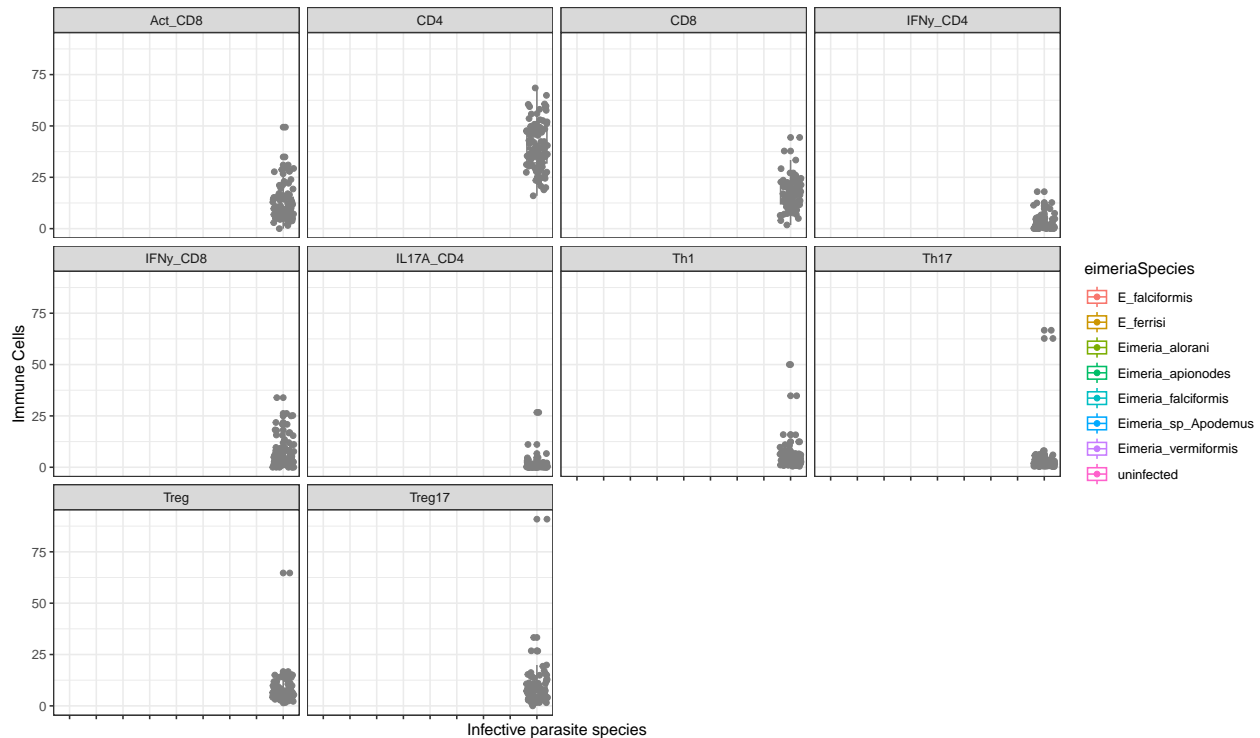 Act_CD8
CD4
CD8
IFNy_CD4
75
50
25
0
IFNy_CD8
IL17A_CD4
Th1
Th17
75
50
25
0
Treg
Treg17
75
50
25
0
Immune Cells
Infective parasite species
eimeriaSpecies
E_falciformis
E_ferrisi
Eimeria_alorani
Eimeria_apionodes
Eimeria_falciformis
Eimeria_sp_Apodemus
Eimeria_vermiformis
uninfected